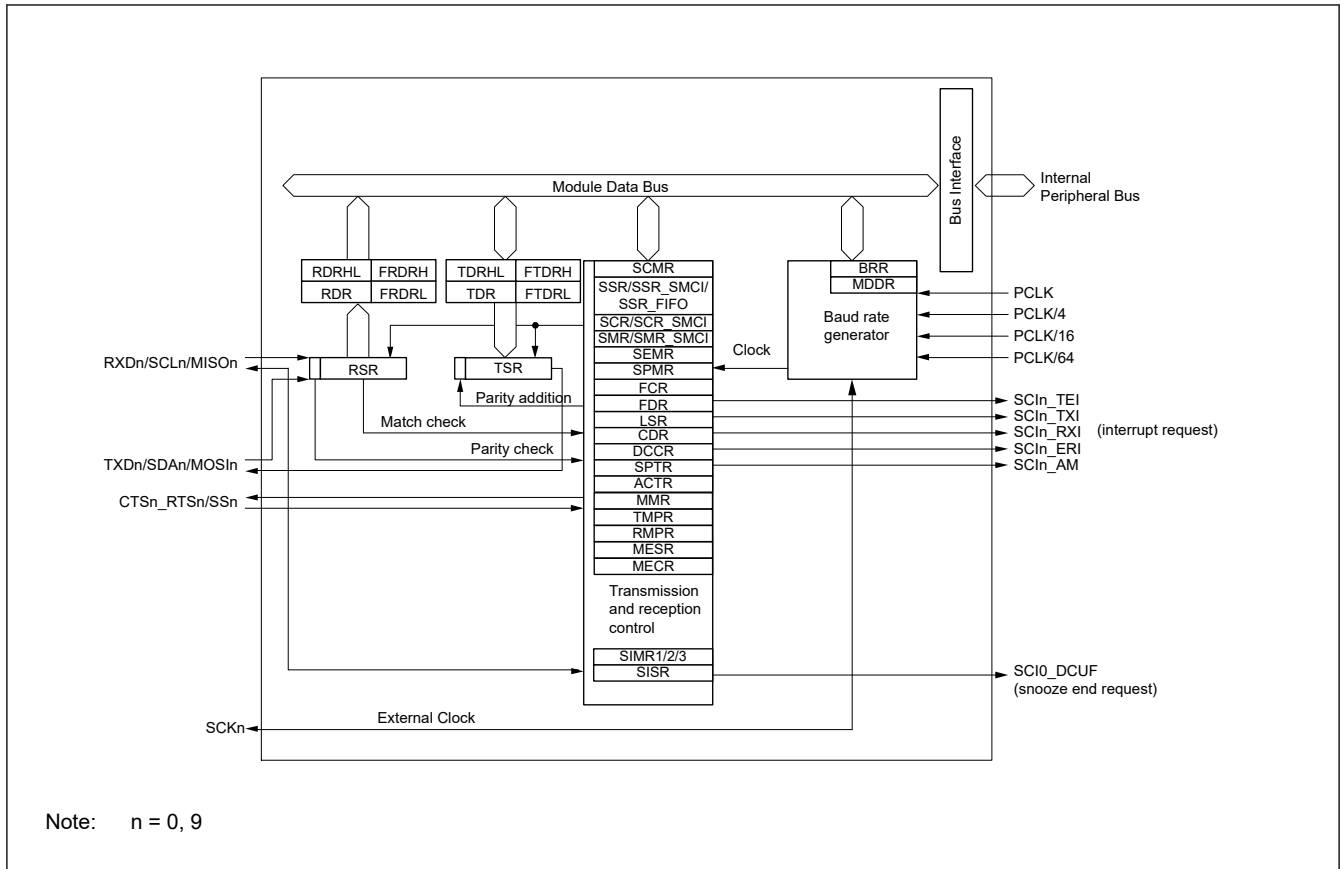 Bus Interface
Internal
Peripheral Bus
Module Data Bus
RDRHL
FRDRH
RDR
FRDRL
TDRHL
FTDRH
TDR
FTDRL
SCMR
SSR/SSR_SMCI/
SSR_FIFO
SCR/SCR_SMCI
SMR/SMR_SMCI
SEMR
SPMR
FCR
FDR
LSR
CDR
DCCR
SPTR
ACTR
MMR
TMPR
RMPR
MESR
MECR
Transmission
and reception
control
SIMR1/2/3
SISR
BRR
MDDR
Baud rate
generator
Clock
PCLK
PCLK/4
PCLK/16
PCLK/64
RXDn/SCLn/MISOn
RSR
TSR
Parity addition
Match check
Parity check
TXDn/SDAn/MOSIn
CTSn_RTSn/SSn
SCIn_TEI
SCIn_TXI
SCIn_RXI (interrupt request)
SCIn_ERI
SCIn_AM
SCI0_DCUF
(snooze end request)
SCKn
External Clock
Note: n = 0, 9